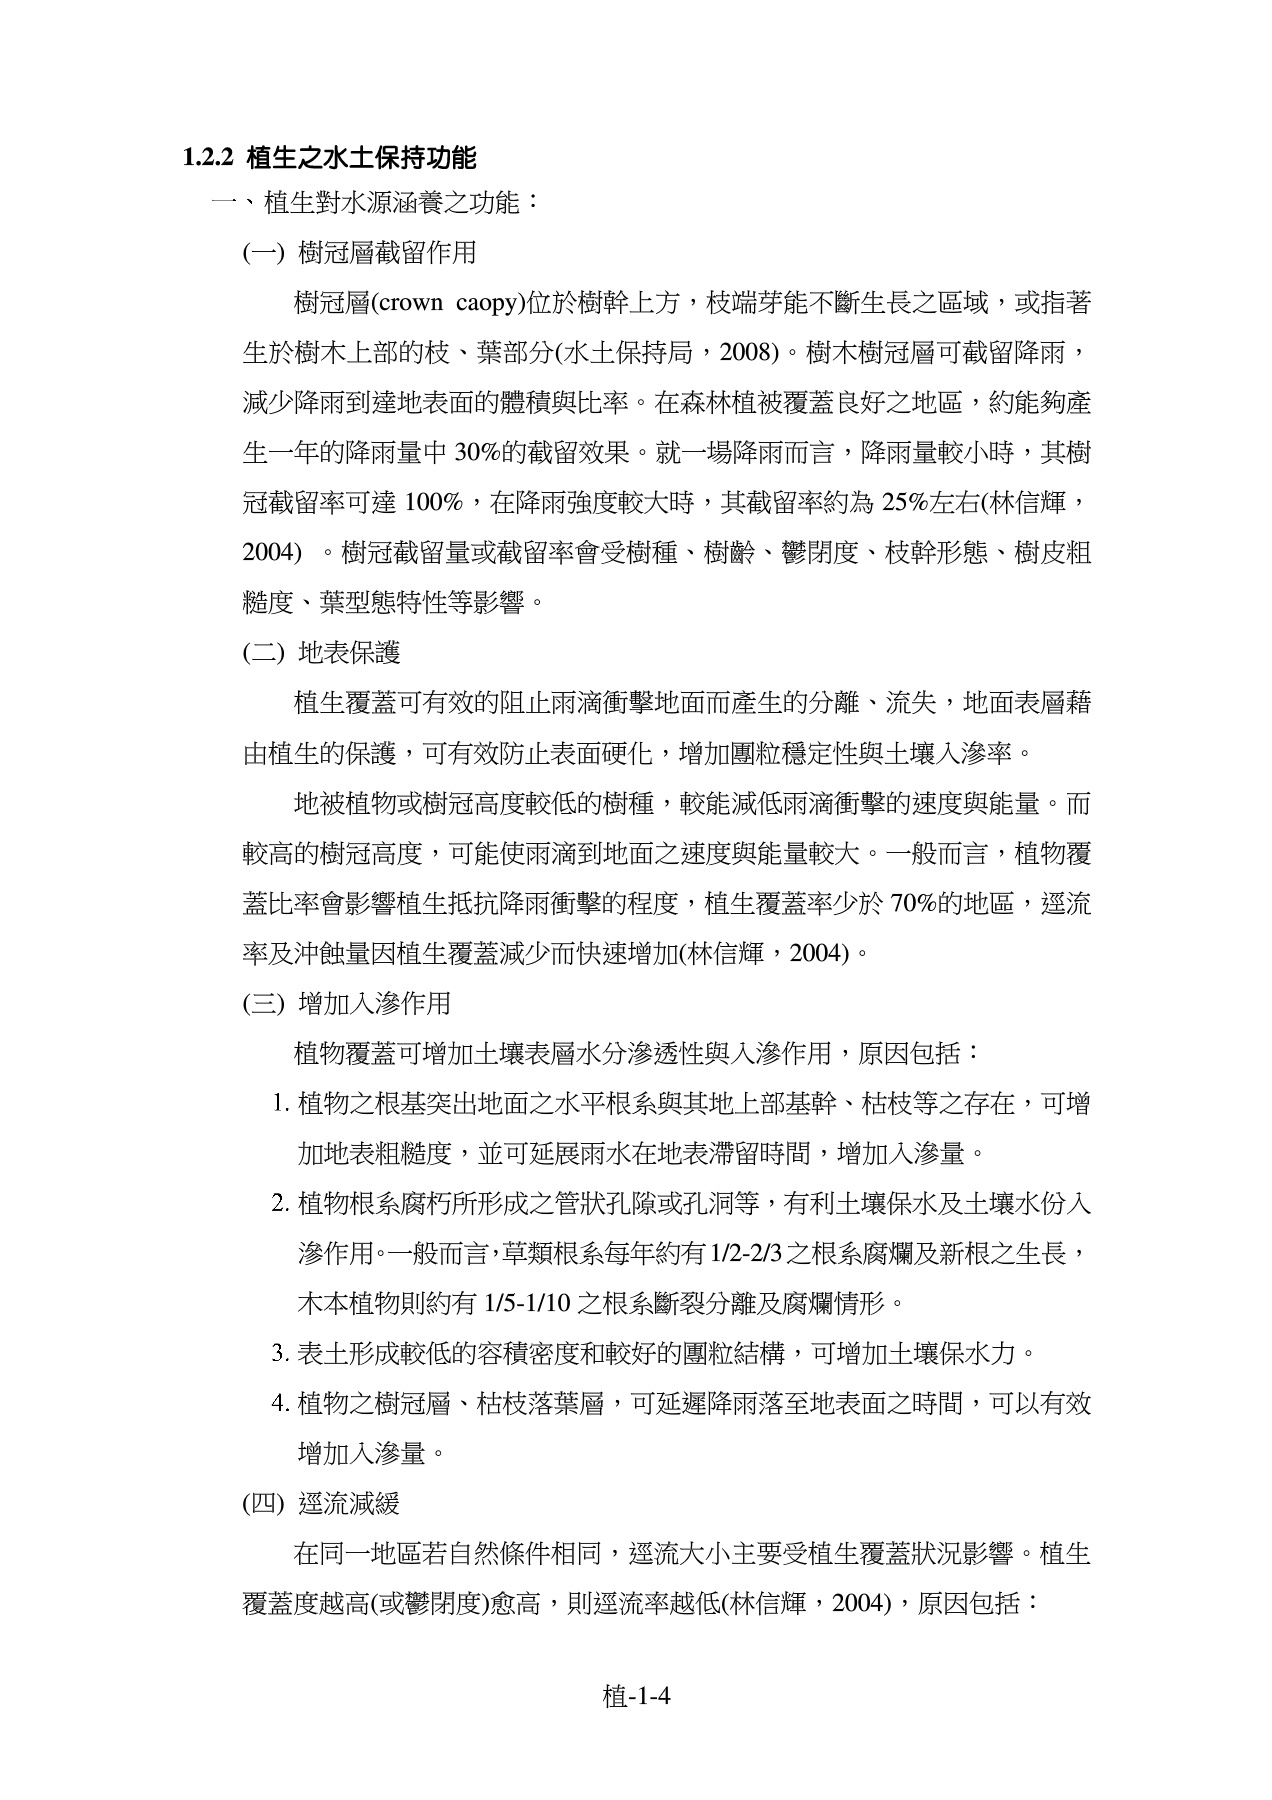 1.2.2 植生之水土保持功能
一、植生對水源涵養之功能：
(一) 樹冠層截留作用
樹冠層(crown caopy)位於樹幹上方，枝端芽能不斷生長之區域，或指著
生於樹木上部的枝、葉部分(水土保持局，2008)。樹木樹冠層可截留降雨，
減少降雨到達地表面的體積與比率。在森林植被覆蓋良好之地區，約能夠產
生一年的降雨量中 30%的截留效果。就一場降雨而言，降雨量較小時，其樹
冠截留率可達 100%，在降雨強度較大時，其截留率約為 25%左右(林信輝，
2004) 。樹冠截留量或截留率會受樹種、樹齡、鬱閉度、枝幹形態、樹皮粗
糙度、葉型態特性等影響。
(二) 地表保護
植生覆蓋可有效的阻止雨滴衝擊地面而產生的分離、流失，地面表層藉
由植生的保護，可有效防止表面硬化，增加團粒穩定性與土壤入滲率。
地被植物或樹冠高度較低的樹種，較能減低雨滴衝擊的速度與能量。而
較高的樹冠高度，可能使雨滴到地面之速度與能量較大。一般而言，植物覆
蓋比率會影響植生抵抗降雨衝擊的程度，植生覆蓋率少於 70%的地區，逕流
率及沖蝕量因植生覆蓋減少而快速增加(林信輝，2004)。
(三) 增加入滲作用
植物覆蓋可增加土壤表層水分滲透性與入滲作用，原因包括：
1. 植物之根基突出地面之水平根系與其地上部基幹、枯枝等之存在，可增
加地表粗糙度，並可延展雨水在地表滯留時間，增加入滲量。
2. 植物根系腐朽所形成之管狀孔隙或孔洞等，有利土壤保水及土壤水份入
滲作用。一般而言，草類根系每年約有 1/2-2/3 之根系腐爛及新根之生長，
木本植物則約有 1/5-1/10 之根系斷裂分離及腐爛情形。
3. 表土形成較低的容積密度和較好的團粒結構，可增加土壤保水力。
4. 植物之樹冠層、枯枝落葉層，可延遲降雨落至地表面之時間，可以有效
增加入滲量。
(四) 逕流減緩
在同一地區若自然條件相同，逕流大小主要受植生覆蓋狀況影響。植生
覆蓋度越高(或鬱閉度)愈高，則逕流率越低(林信輝，2004)，原因包括：
植-1-4